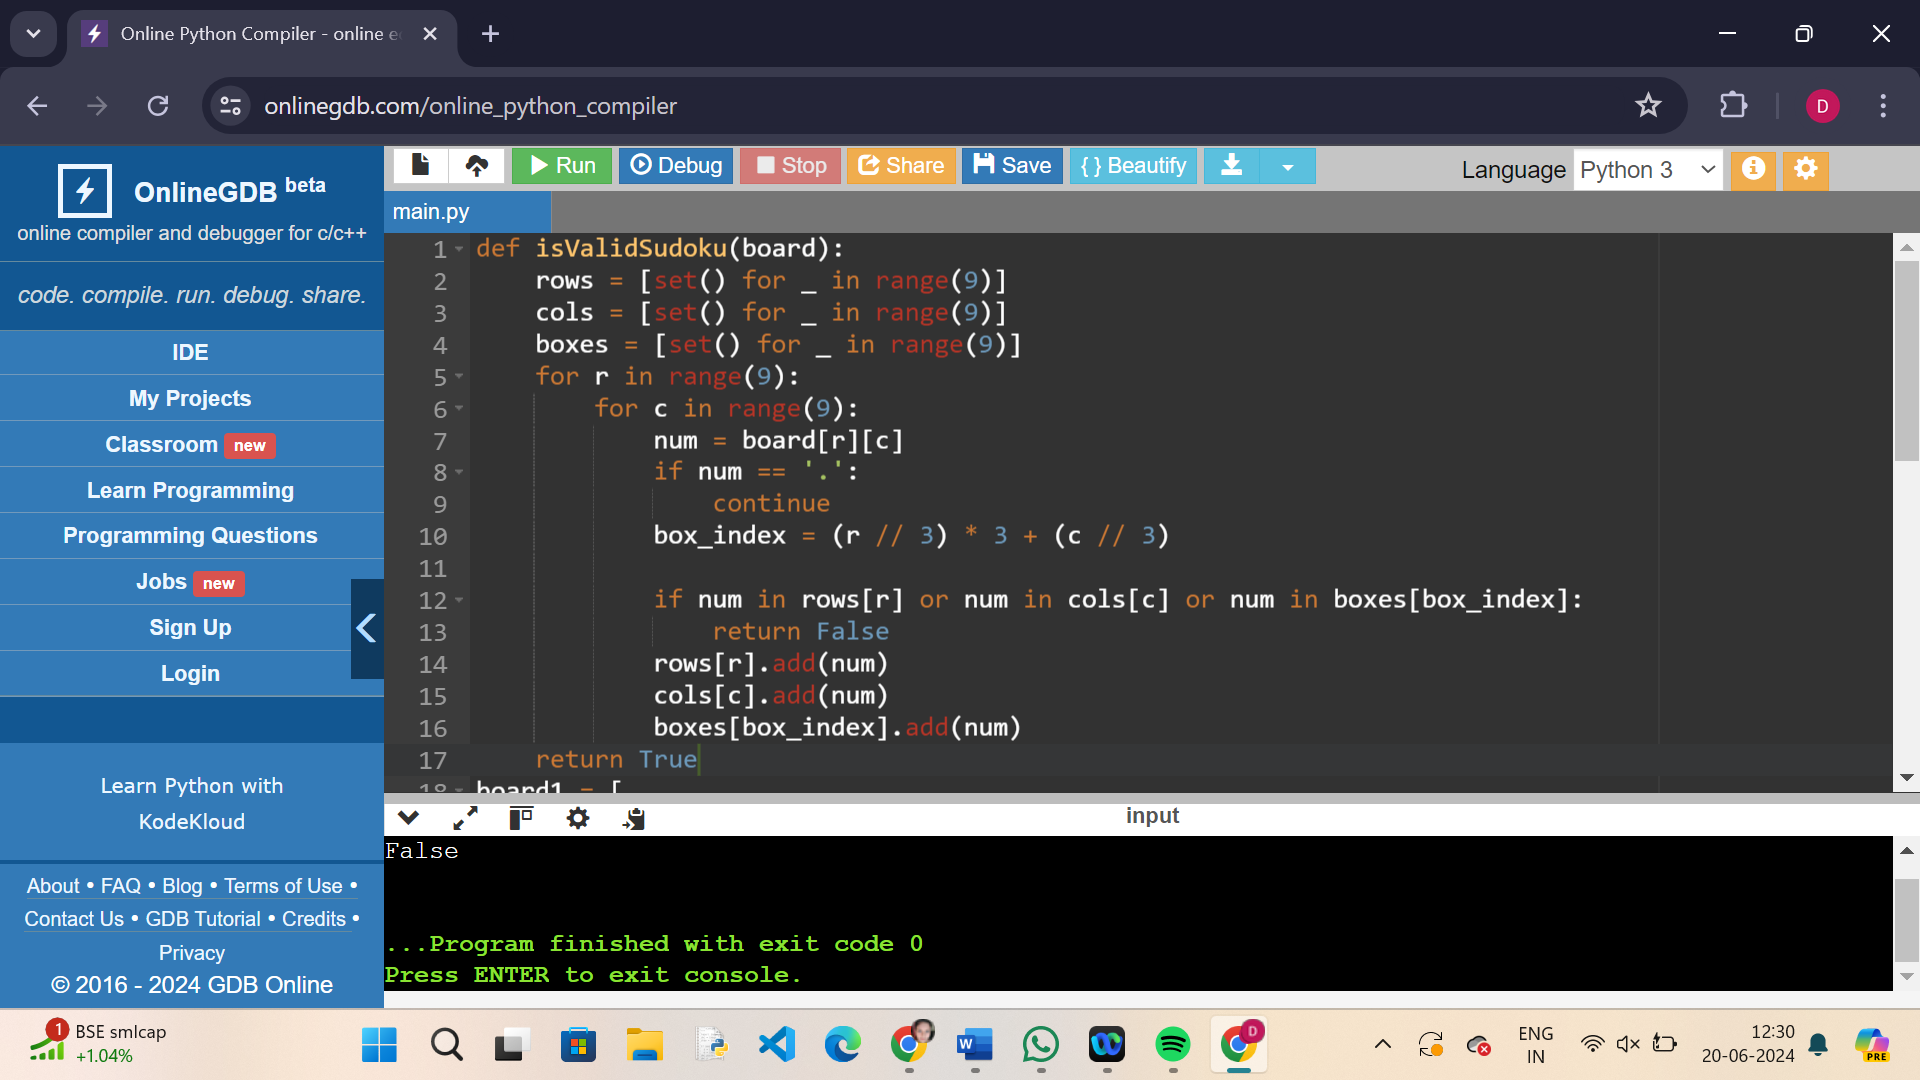 Online Python Compiler - online e
onlinegdb.com/online_python_compiler
D
OnlineGDB beta
online compiler and debugger for c/c++
code. compile. run. debug. share.
IDE
My Projects
Classroom new
Learn Programming
Programming Questions
Jobs new
Sign Up
Login
Learn Python with
KodeKloud
About • FAQ • Blog • Terms of Use •
Contact Us • GDB Tutorial • Credits •
Privacy
© 2016 - 2024 GDB Online
Run Debug Stop Share Save { } Beautify
Language Python 3
main.py
1 def isValidSudoku(board):
2 rows = [set() for _ in range(9)]
3 cols = [set() for _ in range(9)]
4 boxes = [set() for _ in range(9)]
5 for r in range(9):
6 for c in range(9):
7 num = board[r][c]
8 if num == '.':
9 continue
10 box_index = (r // 3) * 3 + (c // 3)
11
12 if num in rows[r] or num in cols[c] or num in boxes[box_index]:
13 return False
14 rows[r].add(num)
15 cols[c].add(num)
16 boxes[box_index].add(num)
17 return True
18 board1 = [
input
False
...Program finished with exit code 0
Press ENTER to exit console.
1
BSE smlcap
+1.04%
W
D
ENG
IN
12:30
20-06-2024
PRE